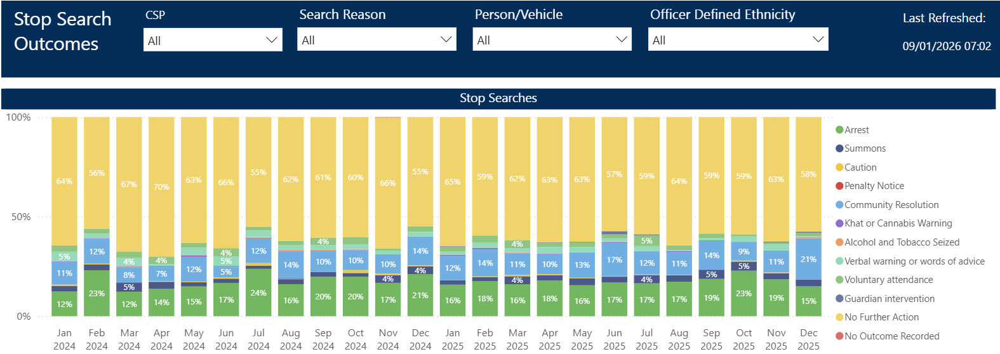 Stop Search
Outcomes
CSP
All
Search Reason
All
Person/Vehicle
All
Officer Defined Ethnicity
All
Last Refreshed:
09/01/2026 07:02
Stop Searches
100%
50%
0%
64% 56% 67% 70% 63% 66% 55% 62% 61% 60% 66% 55% 65% 59% 62% 63% 63% 57% 59% 64% 59% 59% 63% 58%
4% 4% 4% 4% 5%
5% 4% 5%
11% 12% 8% 7% 12% 5% 12% 14% 10% 10% 10% 14% 12% 14% 11% 10% 13% 17% 12% 11% 14% 9% 11% 21%
5% 4% 4% 4% 4% 5% 5%
12% 23% 12% 14% 15% 17% 24% 16% 20% 20% 17% 21% 16% 18% 16% 18% 16% 17% 17% 17% 19% 23% 19% 15%
Jan Feb Mar Apr May Jun Jul Aug Sep Oct Nov Dec Jan Feb Mar Apr May Jun Jul Aug Sep Oct Nov Dec
2024 2024 2024 2024 2024 2024 2024 2024 2024 2024 2024 2024 2025 2025 2025 2025 2025 2025 2025 2025 2025 2025 2025 2025
Arrest
Summons
Caution
Penalty Notice
Community Resolution
Khat or Cannabis Warning
Alcohol and Tobacco Seized
Verbal warning or words of advice
Voluntary attendance
Guardian intervention
No Further Action
No Outcome Recorded